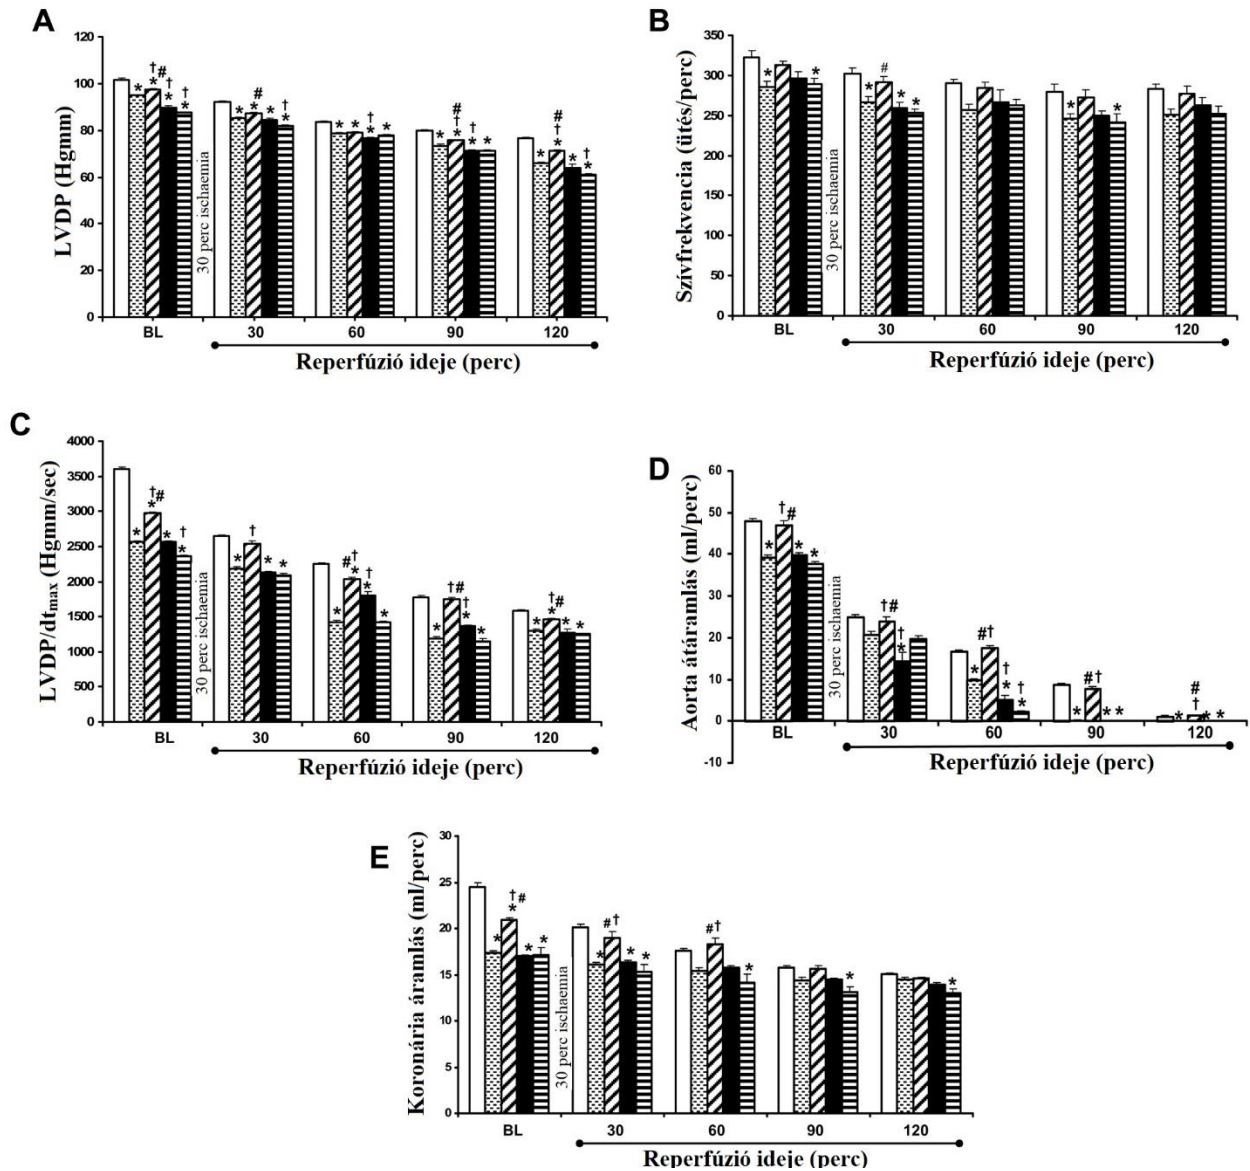 A
LVDP (Hgmm)
120
100
80
60
40
20
0
† # † †
* * * *
# †
* * * *
†
* * * *
# † †
* * * *
# † †
* * * *
30 perc ischaemia
BL 30 60 90 120
Reperfúzió ideje (perc)
B
Szívfrekvencia (ütés/perc)
350
300
250
200
150
100
50
0
* *
# * * *
* *
30 perc ischaemia
BL 30 60 90 120
Reperfúzió ideje (perc)
C
LVDP/dtmax (Hgmm/sec)
4000
3500
3000
2500
2000
1500
1000
500
0
†# †
* * * *
†
* * *
#† †
* * * *
†# †
* * *
†#
* * * *
30 perc ischaemia
BL 30 60 90 120
Reperfúzió ideje (perc)
D
Aorta átáramlás (ml/perc)
60
50
40
30
20
10
0
-10
†#
* * *
†# †
*
#† † †
* * *
#†
* * *
#
†
* * *
30 perc ischaemia
BL 30 60 90 120
Reperfúzió ideje (perc)
E
Koronária áramlás (ml/perc)
30
25
20
15
10
5
0
†#
* * * *
#†
* * *
#†
*
*
*
30 perc ischaemia
BL 30 60 90 120
Reperfúzió ideje (perc)